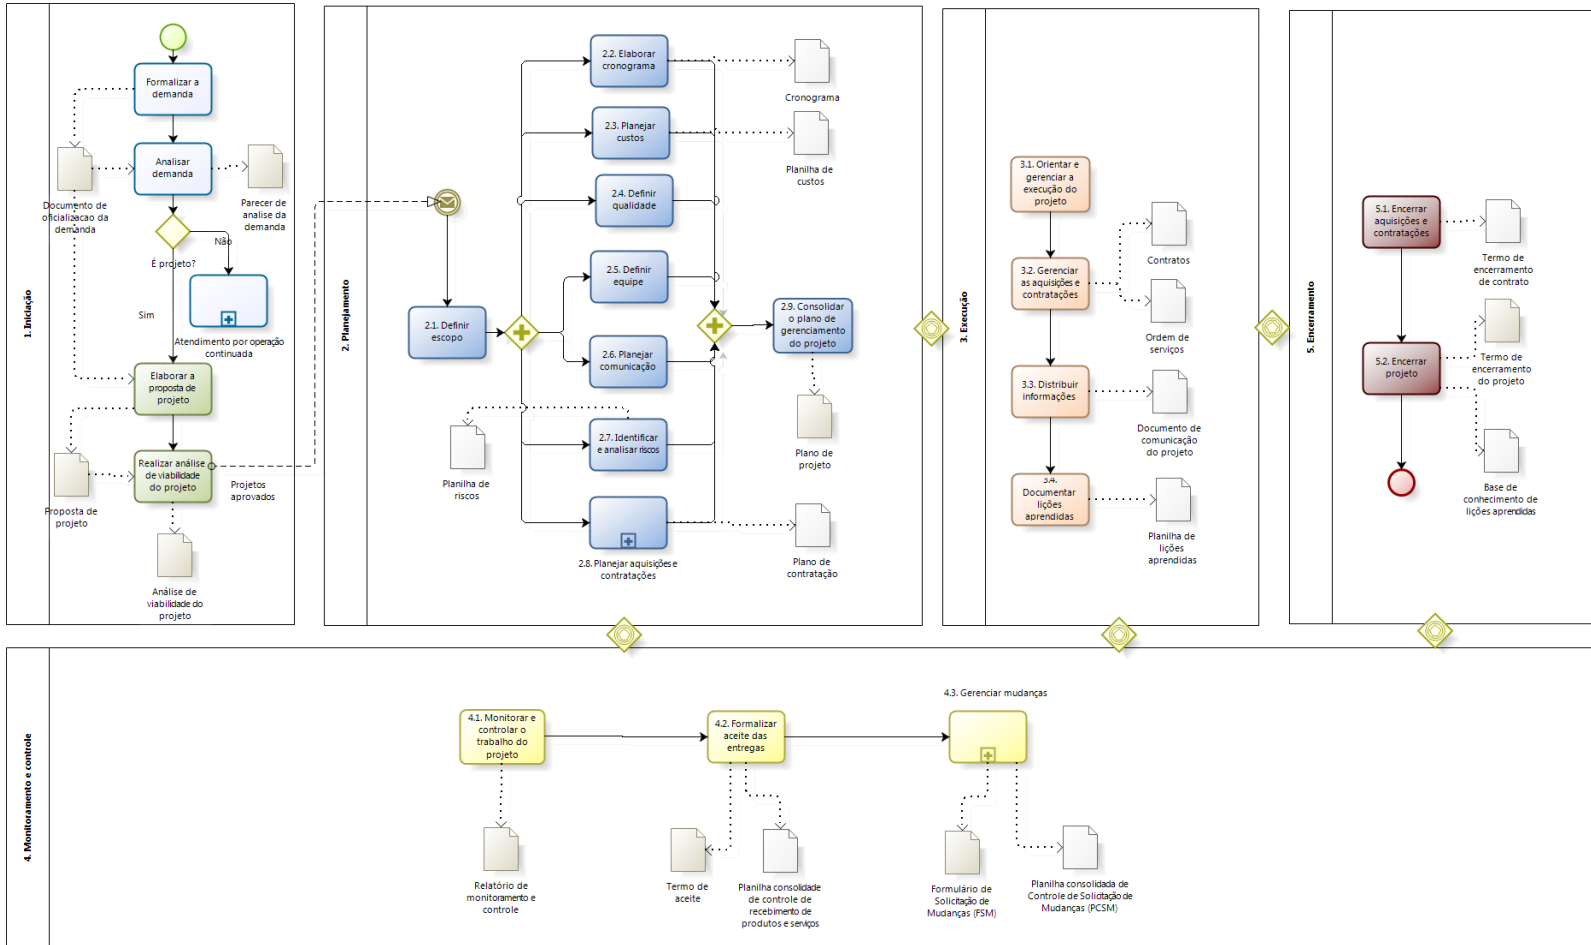 1. Iniciação
Formalizar a
demanda
Analisar
demanda
Documento de
oficializacao da
demanda
Parecer de
analise da
demanda
Não
É projeto?
Sim
Atendimento por operação
continuada
Elaborar a
proposta de
projeto
Realizar análise
de viabilidade
do projeto
Projetos
aprovados
Proposta de
projeto
Análise de
viabilidade do
projeto
2. Planejamento
2.1. Definir
escopo
2.2. Elaborar
cronograma
Cronograma
2.3. Planejar
custos
Planilha de
custos
2.4. Definir
qualidade
2.5. Definir
equipe
2.6. Planejar
comunicação
2.7. Identificar
e analisar riscos
Planilha de
riscos
2.8. Planejar aquisições e
contratações
Plano de
contratação
2.9. Consolidar
o plano de
gerenciamento
do projeto
Plano de
projeto
3. Execução
3.1. Orientar e
gerenciar a
execução do
projeto
3.2. Gerenciar
as aquisições e
contratações
Contratos
Ordem de
serviços
3.3. Distribuir
informações
Documento de
comunicação
do projeto
3.4.
Documentar
lições
aprendidas
Planilha de
lições
aprendidas
5. Encerramento
5.1. Encerrar
aquisições e
contratações
Termo de
encerramento
de contrato
5.2. Encerrar
projeto
Termo de
encerramento
do projeto
Base de
conhecimento de
lições aprendidas
4. Monitoramento e controle
4.1. Monitorar e
controlar o
trabalho do
projeto
Relatório de
monitoramento e
controle
4.2. Formalizar
aceite das
entregas
Termo de
aceite
Planilha consolidade
de controle de
recebimento de
produtos e serviços
4.3. Gerenciar mudanças
Formulário de
Solicitação de
Mudanças (FSM)
Planilha consolidada de
Controle de Solicitação de
Mudanças (PCSM)